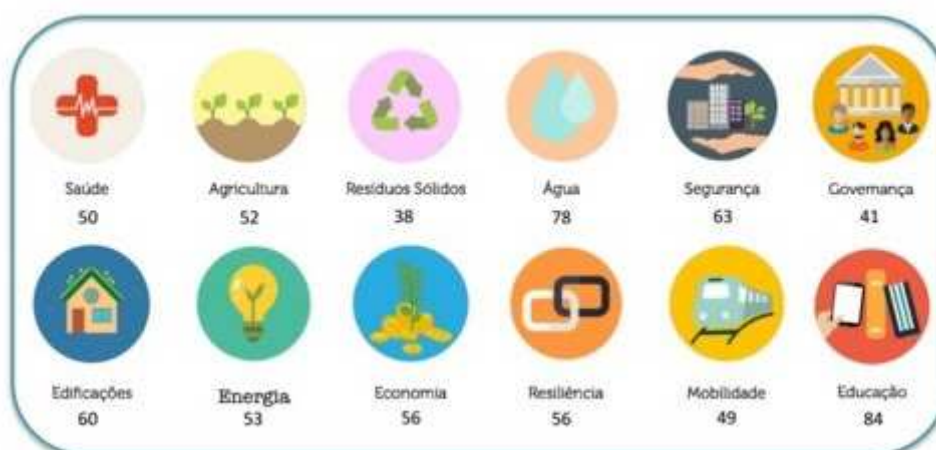 Saúde Agricultura Resíduos Sólidos Água Segurança Governança
50 52 38 78 63 41
Edificações Energia Economia Resiliência Mobilidade Educação
60 53 56 56 49 84